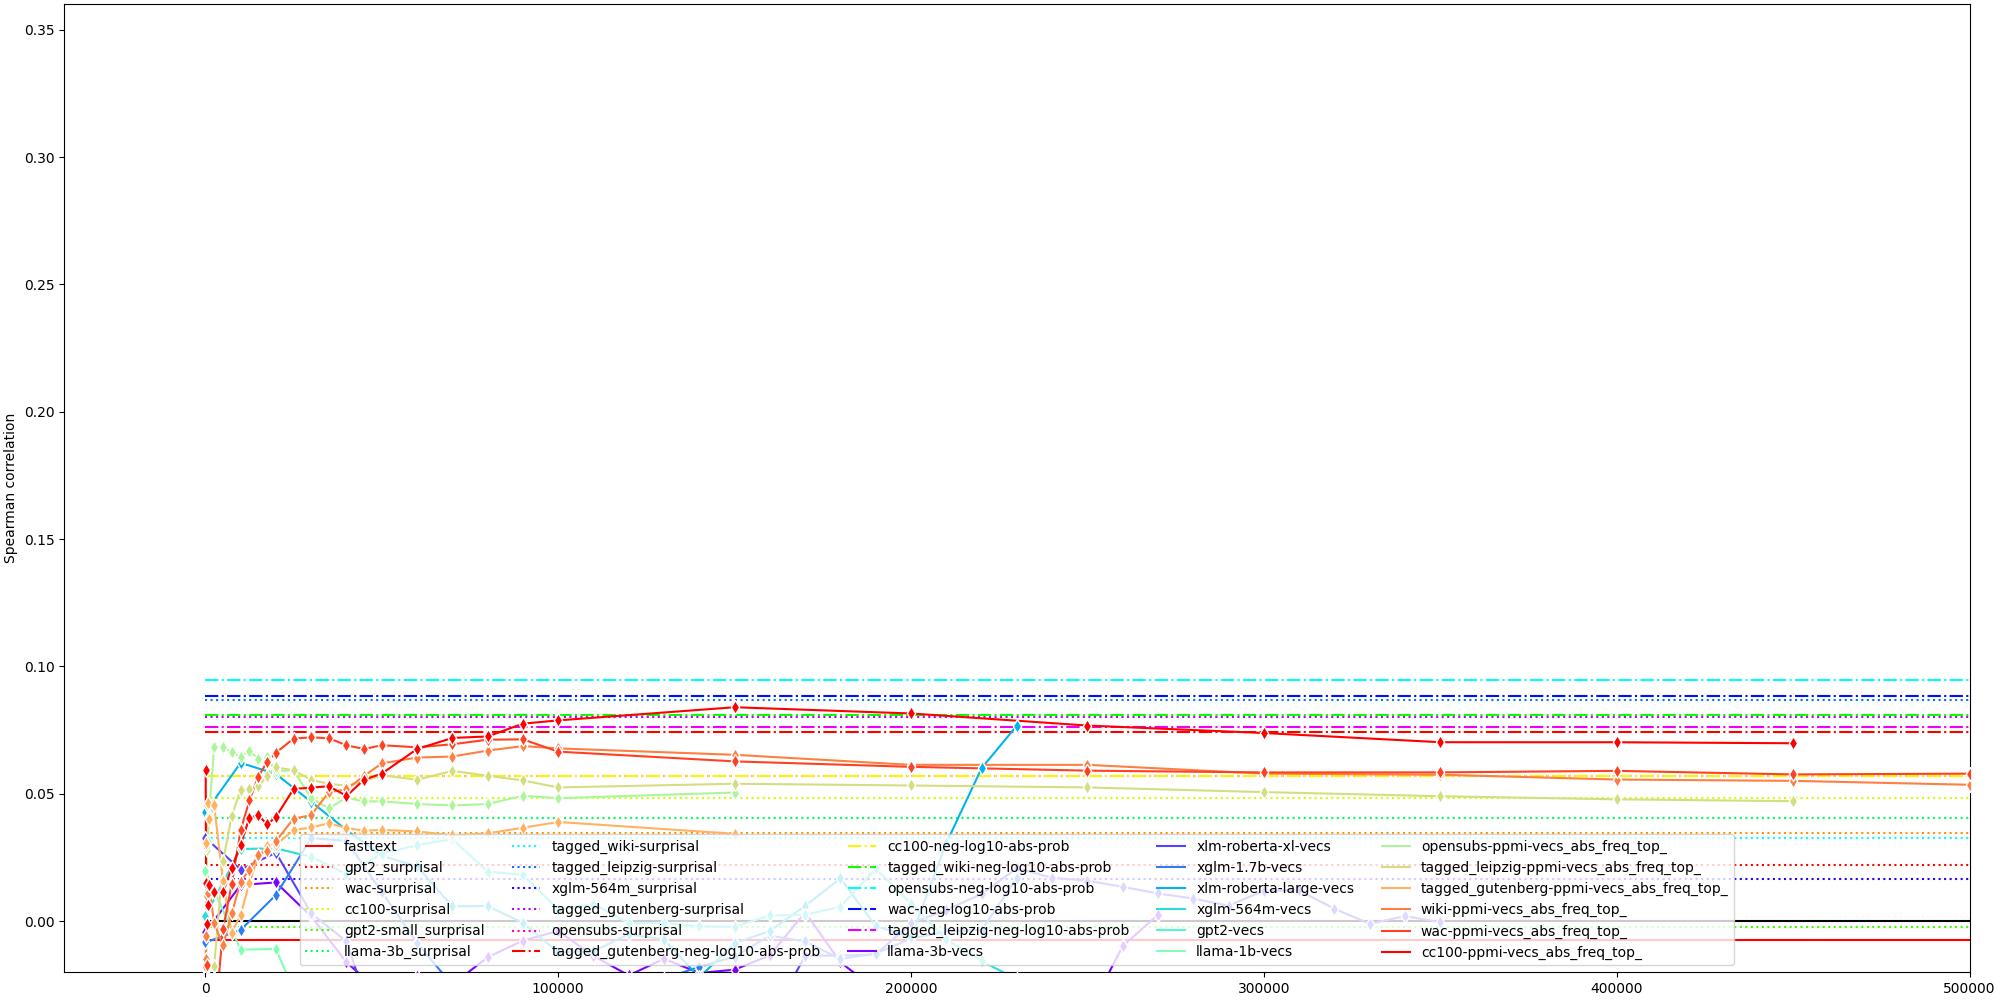 0.35
0.30
0.25
0.20
0.15
0.10
0.05
0.00
Spearman correlation
fasttext
gpt2_surprisal
wac-surprisal
cc100-surprisal
gpt2-small_surprisal
llama-3b_surprisal
tagged_wiki-surprisal
tagged_leipzig-surprisal
xglm-564m_surprisal
tagged_gutenberg-surprisal
opensubs-surprisal
tagged_gutenberg-neg-log10-abs-prob
cc100-neg-log10-abs-prob
tagged_wiki-neg-log10-abs-prob
opensubs-neg-log10-abs-prob
wac-neg-log10-abs-prob
tagged_leipzig-neg-log10-abs-prob
llama-3b-vecs
xlm-roberta-xl-vecs
xglm-1.7b-vecs
xlm-roberta-large-vecs
xglm-564m-vecs
gpt2-vecs
llama-1b-vecs
opensubs-ppmi-vecs_abs_freq_top_
tagged_leipzig-ppmi-vecs_abs_freq_top_
tagged_gutenberg-ppmi-vecs_abs_freq_top_
wiki-ppmi-vecs_abs_freq_top_
wac-ppmi-vecs_abs_freq_top_
cc100-ppmi-vecs_abs_freq_top_
0
100000
200000
300000
400000
500000